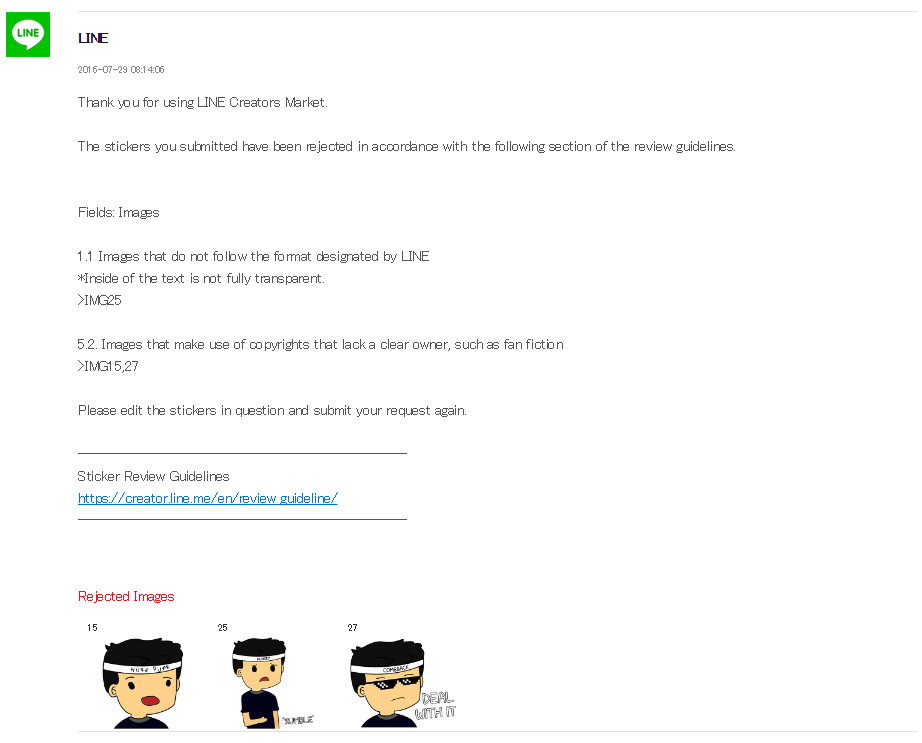 LINE
LINE
2016-07-29 08:14:06
Thank you for using LINE Creators Market.
The stickers you submitted have been rejected in accordance with the following section of the review guidelines.
Fields: Images
1.1 Images that do not follow the format designated by LINE
*Inside of the text is not fully transparent.
>IMG25
5.2. Images that make use of copyrights that lack a clear owner, such as fan fiction
>IMG15,27
Please edit the stickers in question and submit your request again.
Sticker Review Guidelines
https://creator.line.me/en/review_guideline/
Rejected Images
15
25
27
COMEBACK
*RUMBLE*
DEAL
WITH IT